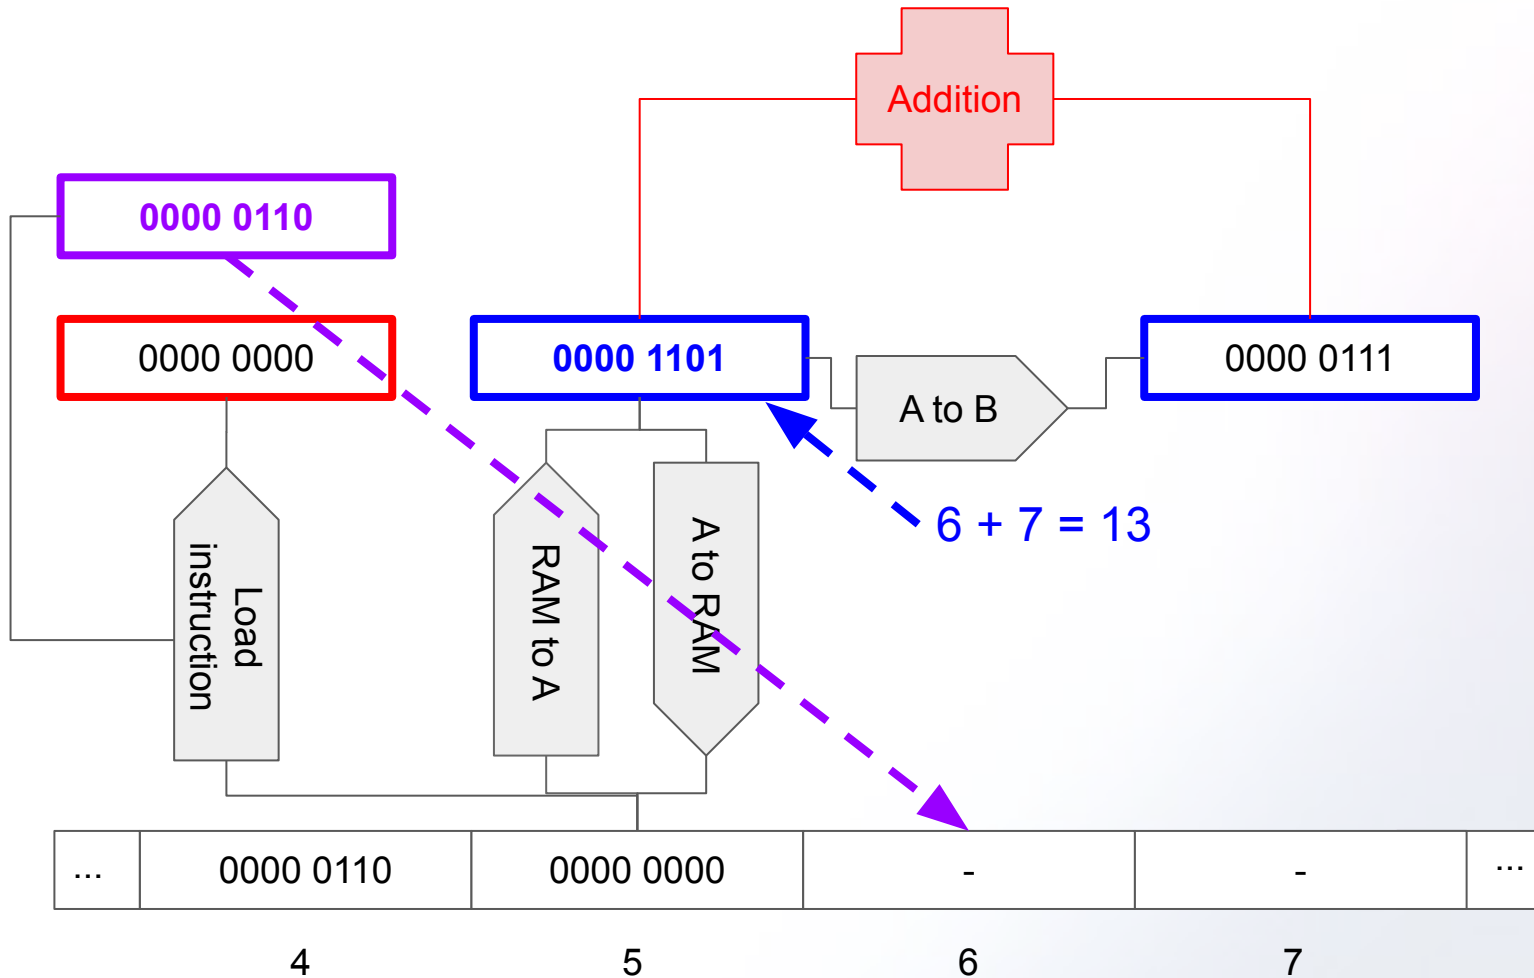 Addition
0000 0110
0000 0000
0000 1101
A to B
0000 0111
6 + 7 = 13
Load
instruction
RAM to A
A to RAM
...
0000 0110
0000 0000
-
-
...
4
5
6
7